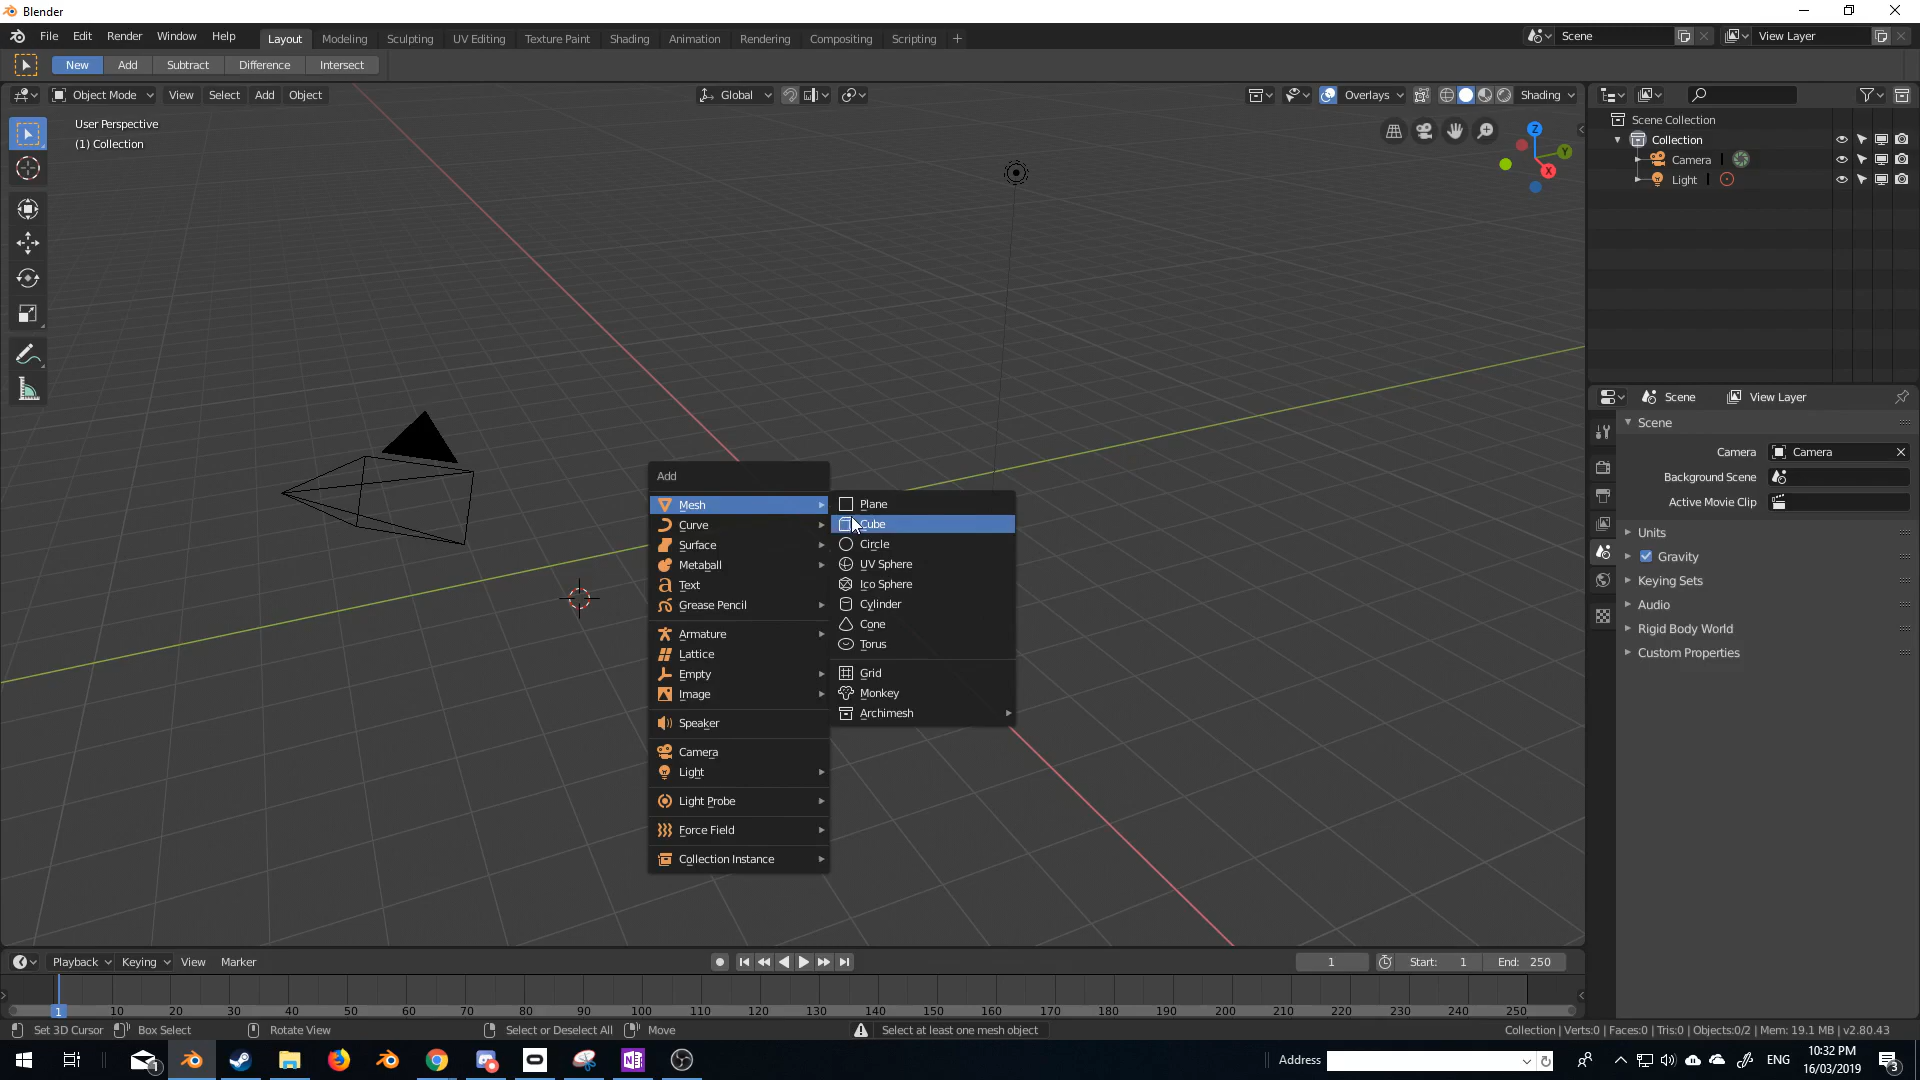 Blender
File Edit Render Window Help Layout Modeling Sculpting UV Editing Texture Paint Shading Animation Rendering Compositing Scripting + Scene View Layer
New Add Subtract Difference Intersect
Object Mode View Select Add Object Global Overlays Shading
User Perspective
(1) Collection
Z
Y
X
Scene Collection
Collection
Camera
Light
Scene View Layer
Scene
Camera Camera
Background Scene
Active Movie Clip
Units
Gravity
Keying Sets
Audio
Rigid Body World
Custom Properties
Add
Mesh
Curve
Surface
Metaball
Text
Grease Pencil
Armature
Lattice
Empty
Image
Speaker
Camera
Light
Light Probe
Force Field
Collection Instance
Plane
Cube
Circle
UV Sphere
Ico Sphere
Cylinder
Cone
Torus
Grid
Monkey
Archimesh
Playback Keying View Marker 1 Start: 1 End: 250
1 10 20 30 40 50 60 70 80 90 100 110 120 130 140 150 160 170 180 190 200 210 220 230 240 250
Set 3D Cursor Box Select Rotate View Select or Deselect All Move Select at least one mesh object Collection | Verts:0 | Faces:0 | Tris:0 | Objects:0/2 | Mem: 19.1 MB | v2.80.43
Address ENG 10:32 PM
16/03/2019
1
3